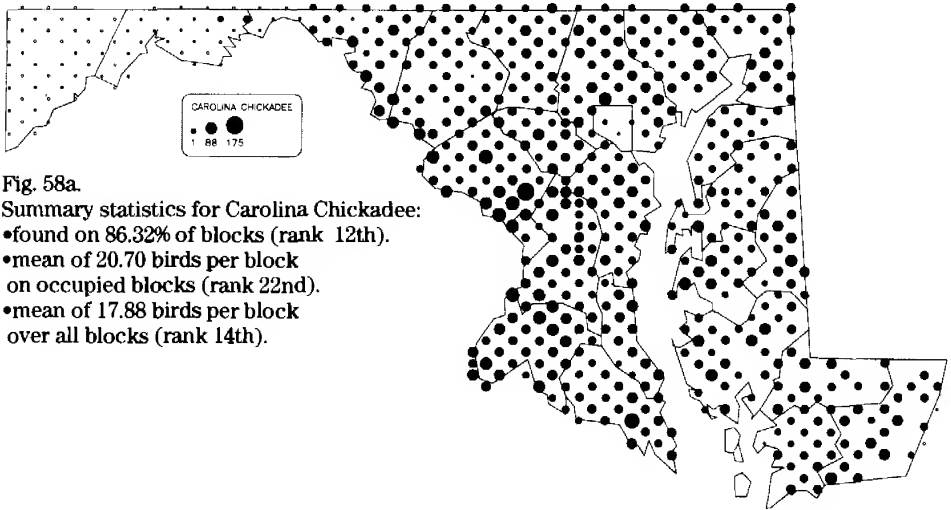 CAROLINA CHICKADEE
1 88 175
Fig. 58a.
Summary statistics for Carolina Chickadee:
•found on 86.32% of blocks (rank 12th).
•mean of 20.70 birds per block
on occupied blocks (rank 22nd).
•mean of 17.88 birds per block
over all blocks (rank 14th).